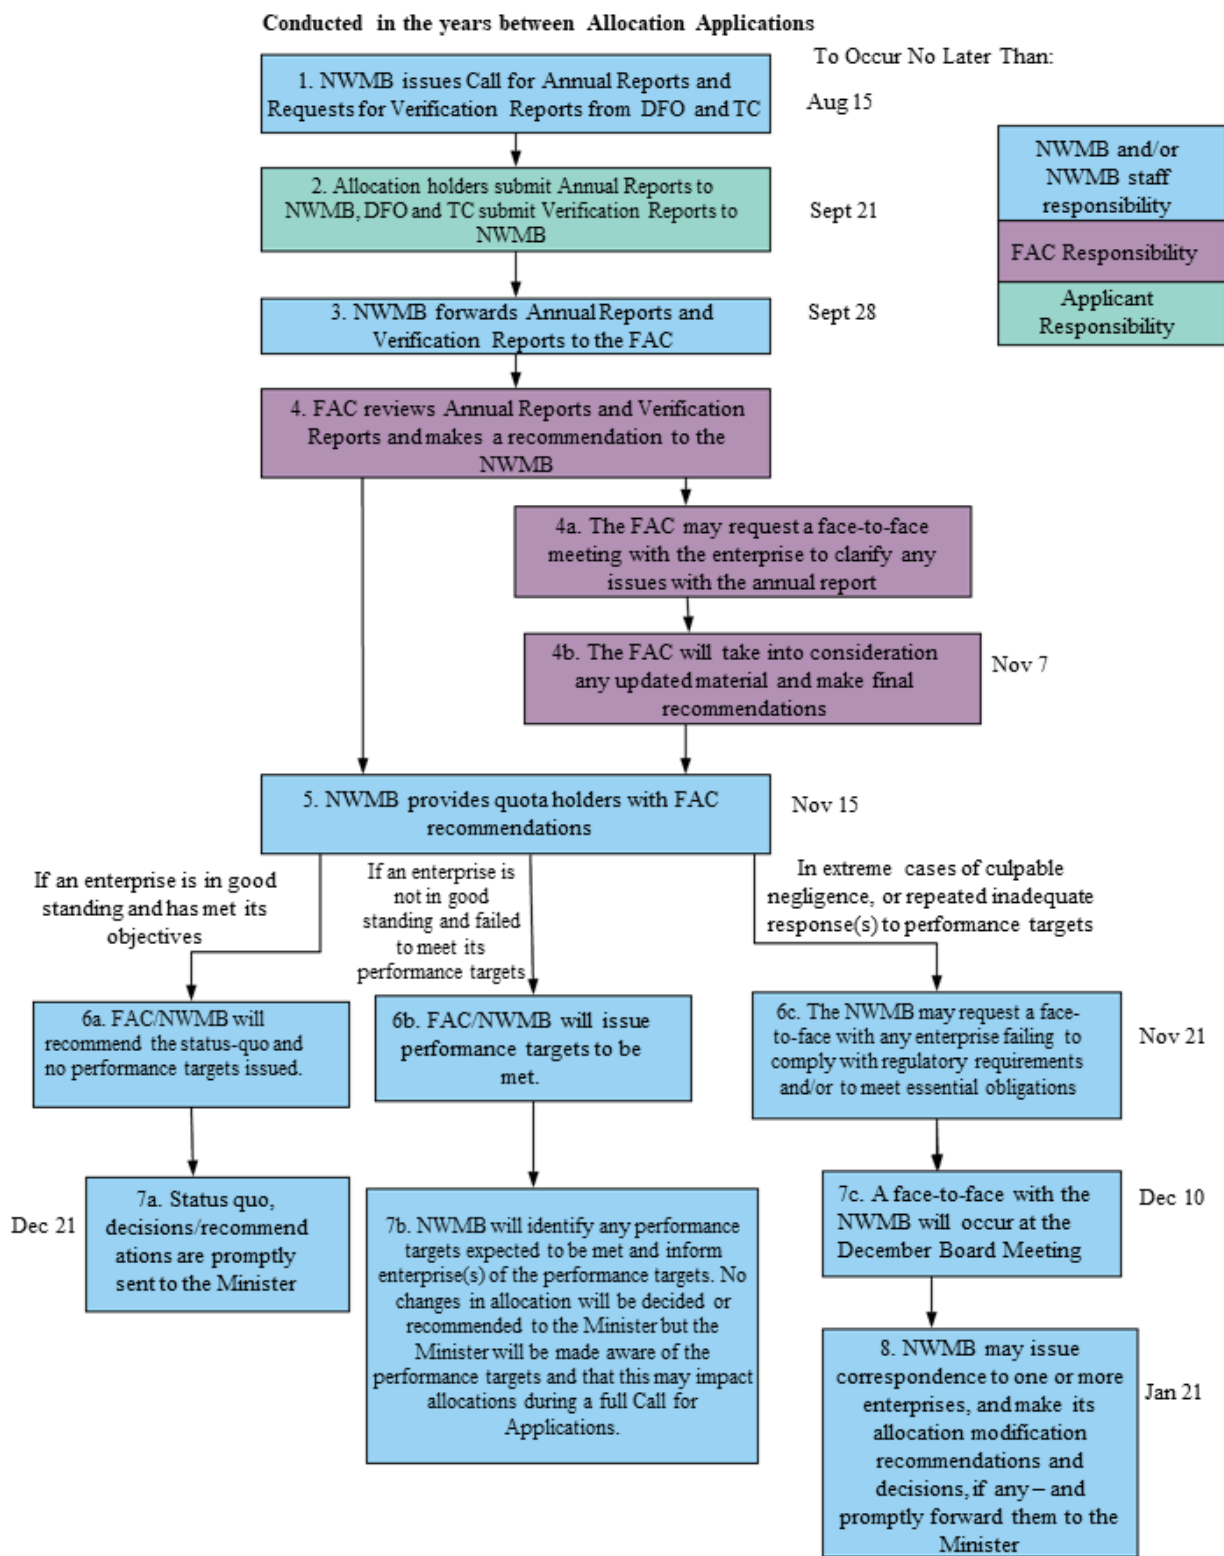 Conducted in the years between Allocation Applications
To Occur No Later Than:
1. NWMB issues Call for Annual Reports and
Requests for Verification Reports from DFO and TC
Aug 15
NWMB and/or
NWMB staff
responsibility
FAC Responsibility
Applicant
Responsibility
2. Allocation holders submit Annual Reports to
NWMB, DFO and TC submit Verification Reports to
NWMB
Sept 21
3. NWMB forwards Annual Reports and
Verification Reports to the FAC
Sept 28
4. FAC reviews Annual Reports and Verification
Reports and makes a recommendation to the
NWMB
4a. The FAC may request a face-to-face
meeting with the enterprise to clarify any
issues with the annual report
4b. The FAC will take into consideration
any updated material and make final
recommendations
Nov 7
5. NWMB provides quota holders with FAC
recommendations
Nov 15
If an enterprise is in good
standing and has met its
objectives
If an enterprise is
not in good
standing and failed
to meet its
performance targets
In extreme cases of culpable
negligence, or repeated inadequate
response(s) to performance targets
6a. FAC/NWMB will
recommend the status-quo and
no performance targets issued.
6b. FAC/NWMB will issue
performance targets to be
met.
6c. The NWMB may request a face-
to-face with any enterprise failing to
comply with regulatory requirements
and/or to meet essential obligations
Nov 21
Dec 21
7a. Status quo,
decisions/recommend
ations are promptly
sent to the Minister
7b. NWMB will identify any performance
targets expected to be met and inform
enterprise(s) of the performance targets. No
changes in allocation will be decided or
recommended to the Minister but the
Minister will be made aware of the
performance targets and that this may impact
allocations during a full Call for
Applications.
7c. A face-to-face with the
NWMB will occur at the
December Board Meeting
Dec 10
8. NWMB may issue
correspondence to one or more
enterprises, and make its
allocation modification
recommendations and
decisions, if any – and
promptly forward them to the
Minister
Jan 21